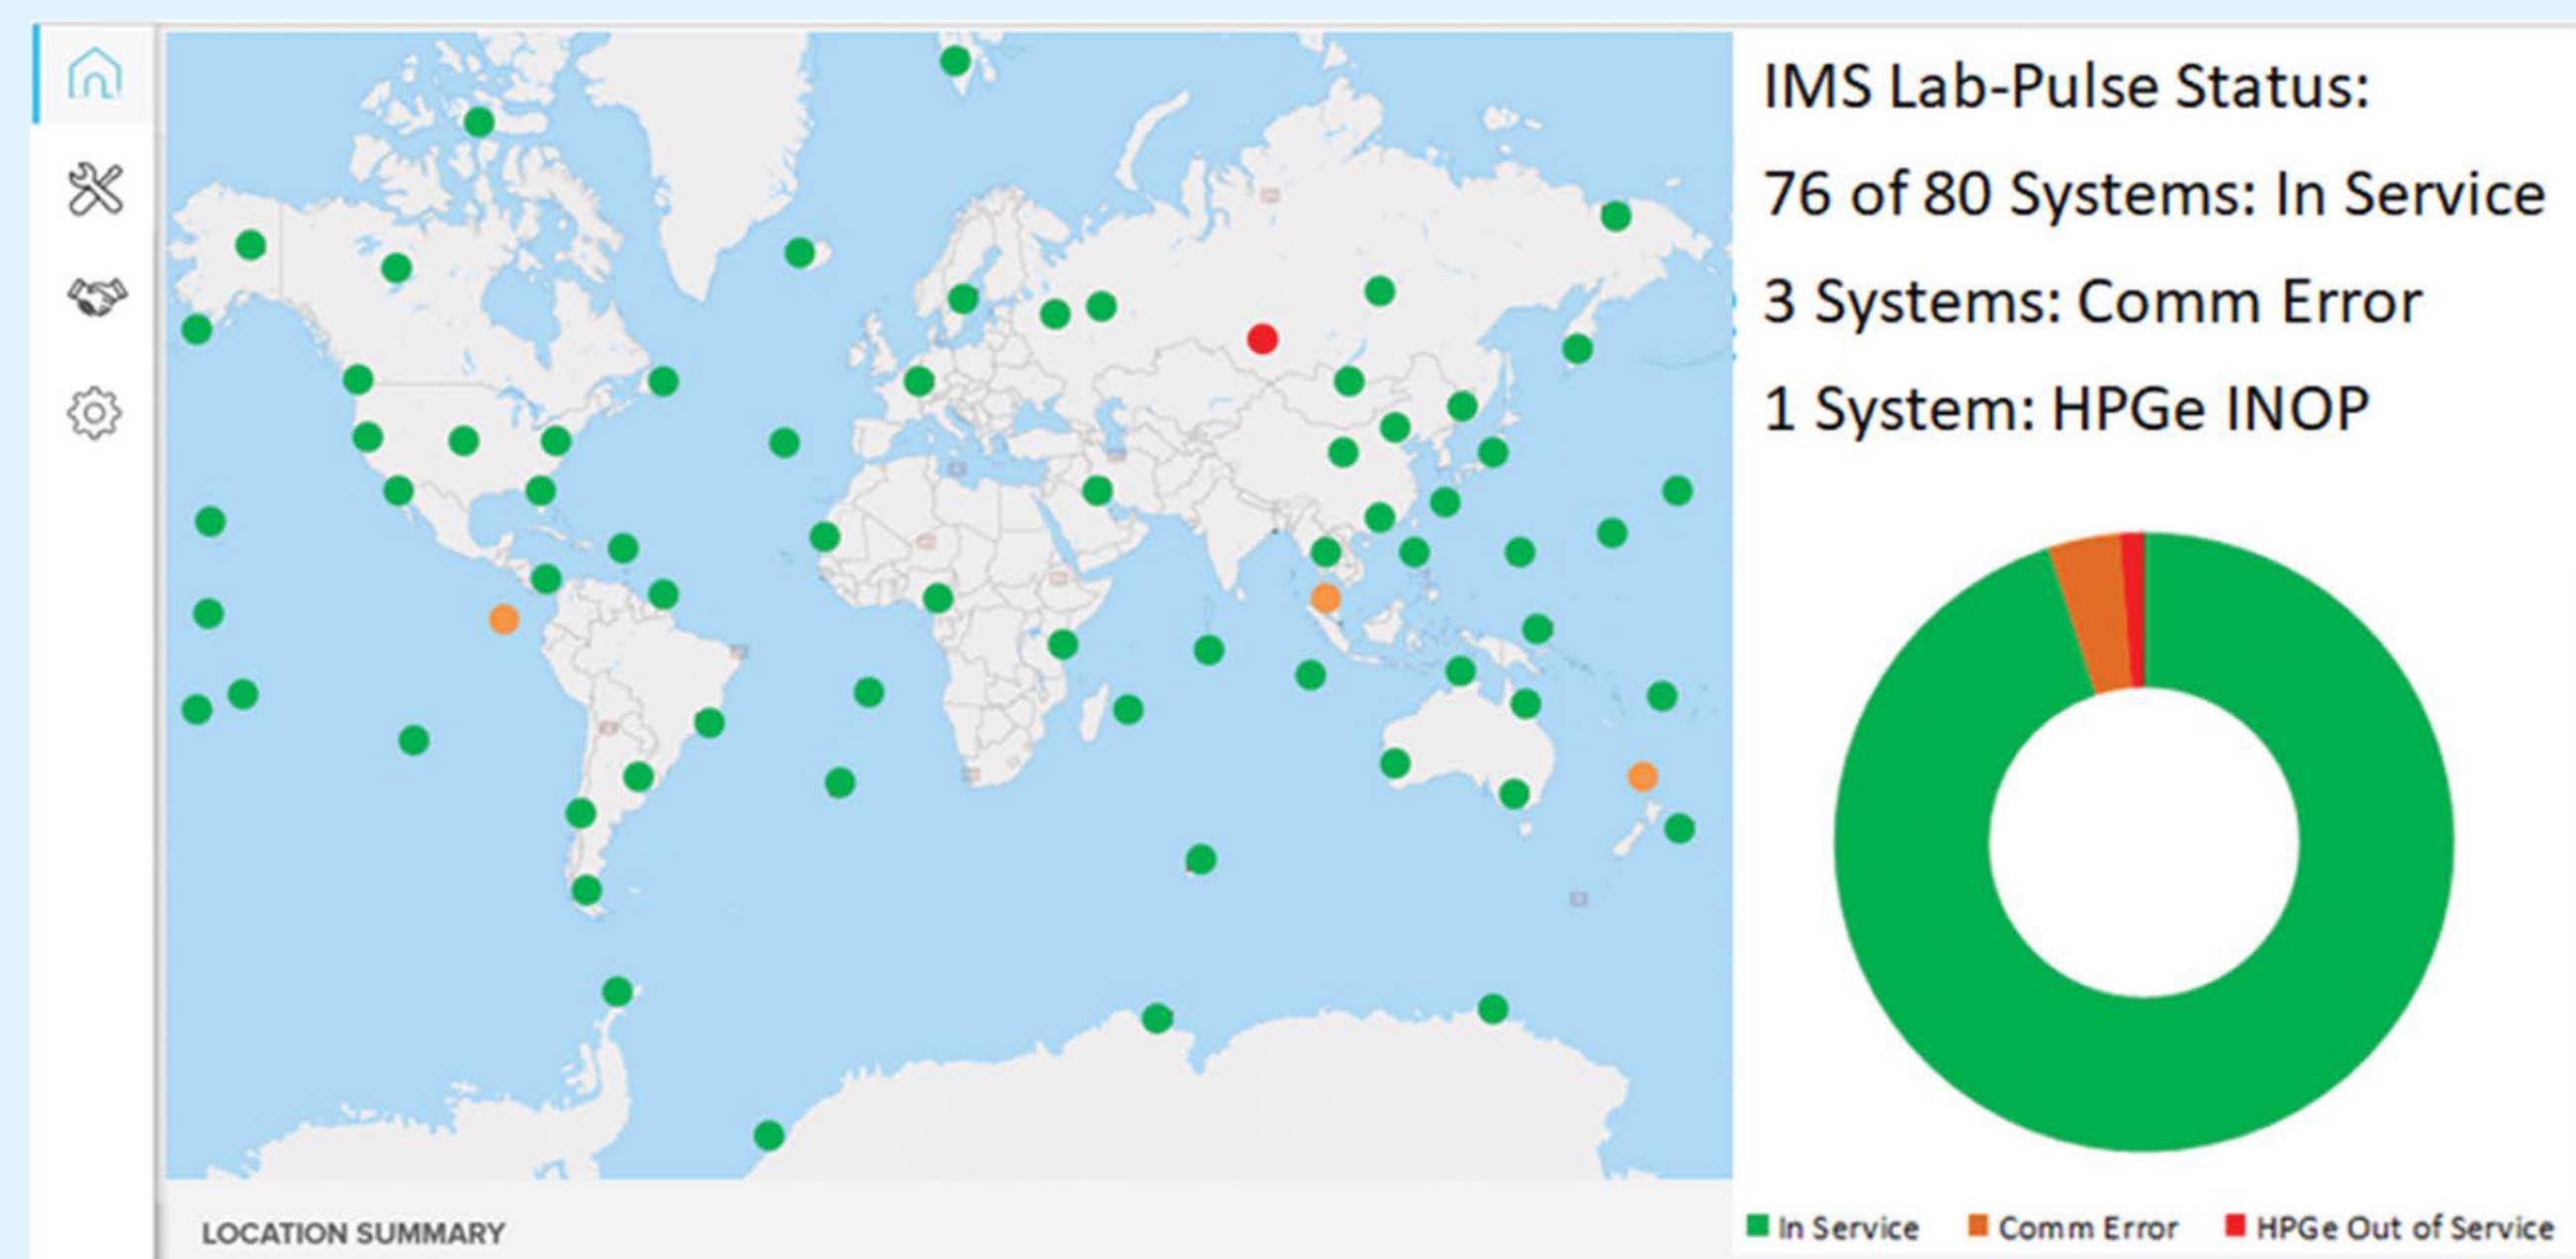 IMS Lab-Pulse Status:
76 of 80 Systems: In Service
3 Systems: Comm Error
1 System: HPGe INOP
In Service
Comm Error
HPGe Out of Service
LOCATION SUMMARY